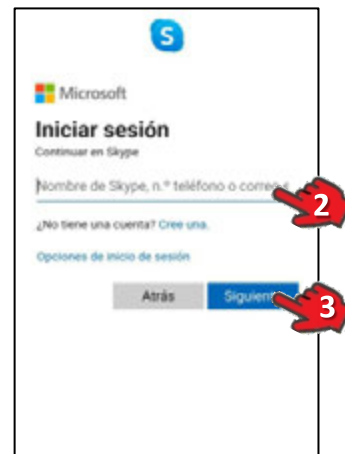 S
Microsoft
Iniciar sesión
Continuar en Skype
Nombre de Skype, n.º teléfono o correo
2
¿No tiene una cuenta? Cree una.
Opciones de inicio de sesión
Atrás Siguient
3